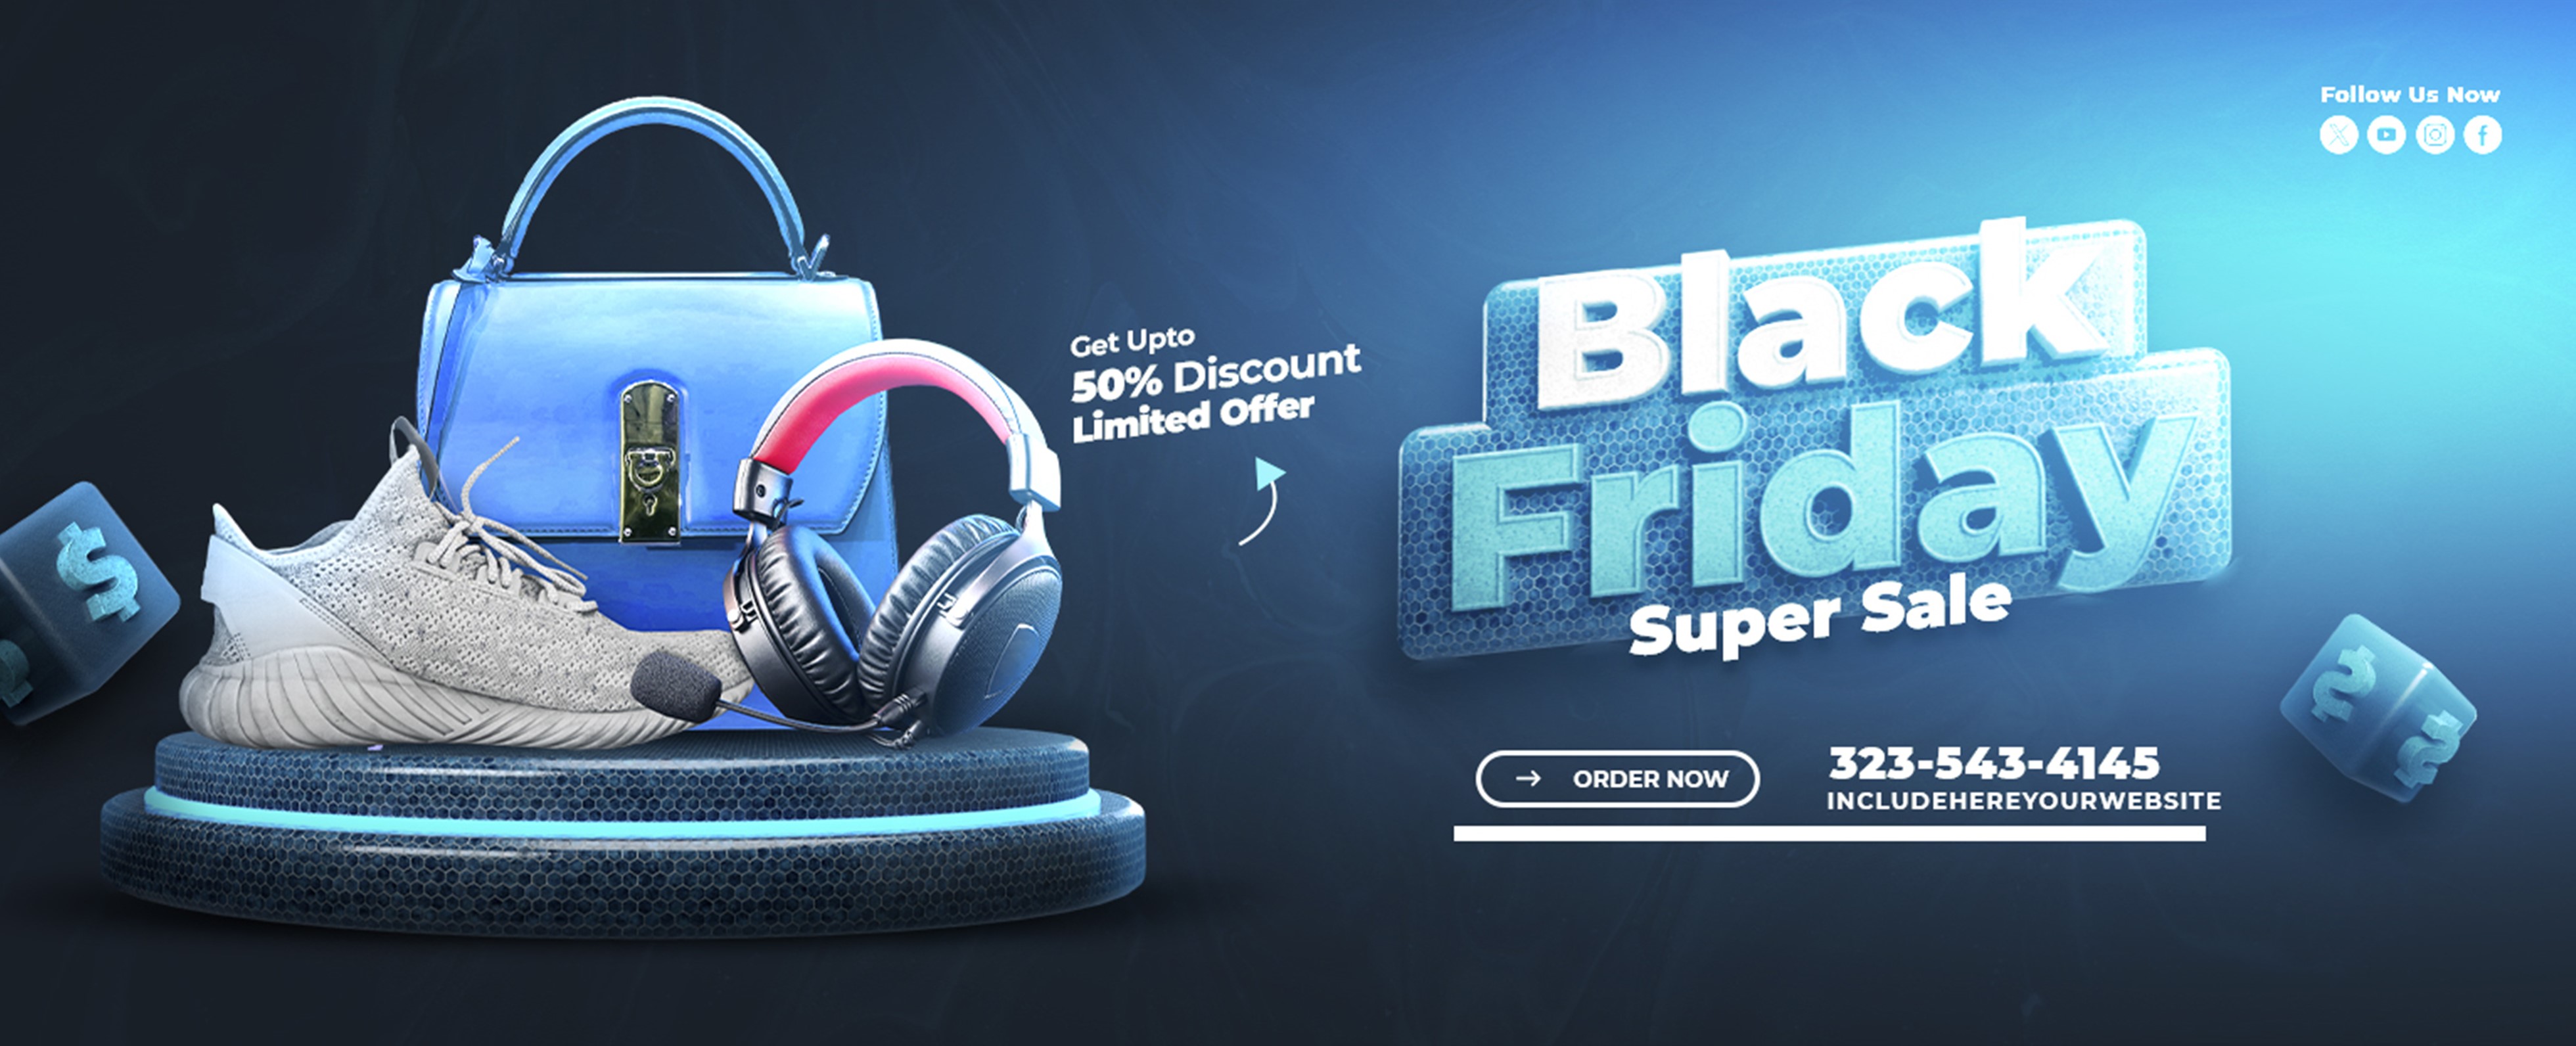 Follow Us Now
Get Upto
50% Discount
Limited Offer
Black
Friday
Super Sale
$
$
$
$
→ ORDER NOW
323-543-4145
INCLUDEHEREYOURWEBSITE